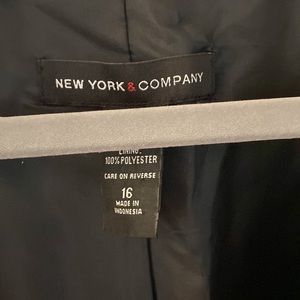 NEW YORK & COMPANY
LINING:
100% POLYESTER
CARE ON REVERSE
16
MADE IN
INDONESIA